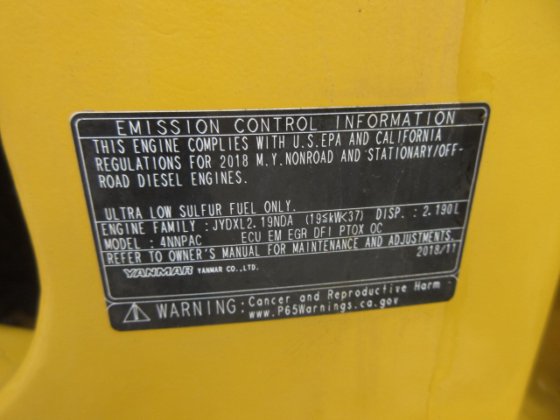 EMISSION CONTROL INFORMATION
THIS ENGINE COMPLIES WITH U.S.EPA AND CALIFORNIA
REGULATIONS FOR 2018 M.Y.NONROAD AND STATIONARY/OFF-
ROAD DIESEL ENGINES.
ULTRA LOW SULFUR FUEL ONLY.
ENGINE FAMILY : JYDXL2.19NDA (19≤kW<37) DISP. : 2.190L
MODEL : 4NNPAC ECU EM EGR DFI PTOX OC
REFER TO OWNER'S MANUAL FOR MAINTENANCE AND ADJUSTMENTS.
YANMAR YANMAR CO.,LTD. 2018/11
⚠ WARNING: Cancer and Reproductive Harm
www.P65Warnings.ca.gov